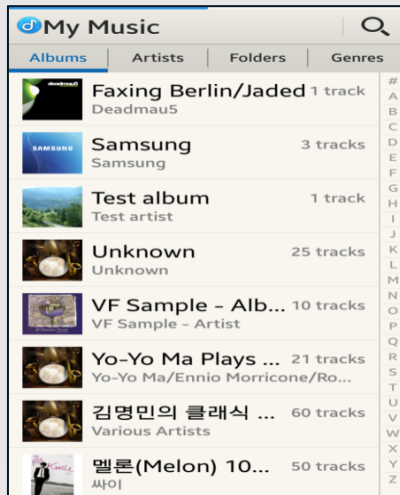 My Music
Albums Artists Folders Genres
Faxing Berlin/Jaded 1 track
Deadmau5
Samsung 3 tracks
Samsung
Test album 1 track
Test artist
Unknown 25 tracks
Unknown
VF Sample - Alb... 10 tracks
VF Sample - Artist
Yo-Yo Ma Plays ... 21 tracks
Yo-Yo Ma/Ennio Morricone/Ro...
김명민의 클래식 ... 60 tracks
Various Artists
멜론(Melon) 10... 50 tracks
싸이
#
A
B
C
D
E
F
G
H
I
J
K
L
M
N
O
P
Q
R
S
T
U
V
W
X
Y
Z
deadmau5
SAMSUNG